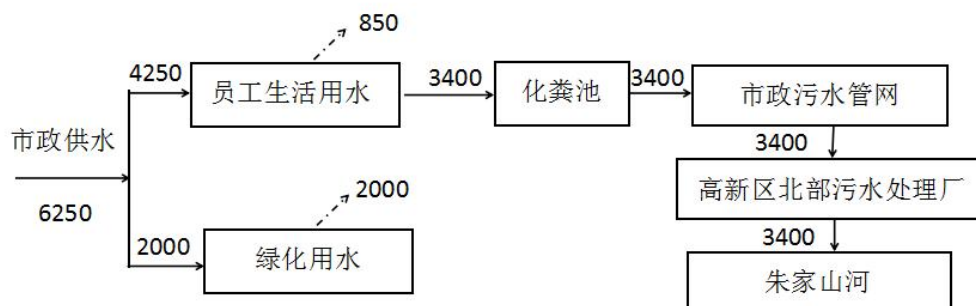 850
4250
员工生活用水
3400
化粪池
3400
市政污水管网
市政供水
3400
6250
2000
高新区北部污水处理厂
2000
绿化用水
3400
朱家山河